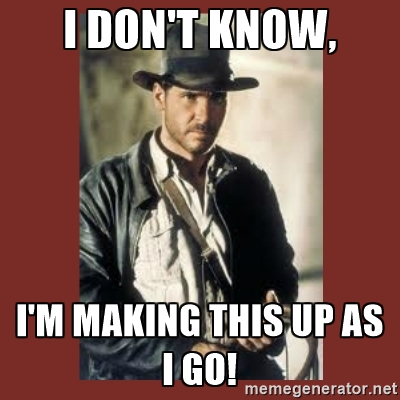 I DON'T KNOW,
I'M MAKING THIS UP AS
I GO!
memegenerator.net